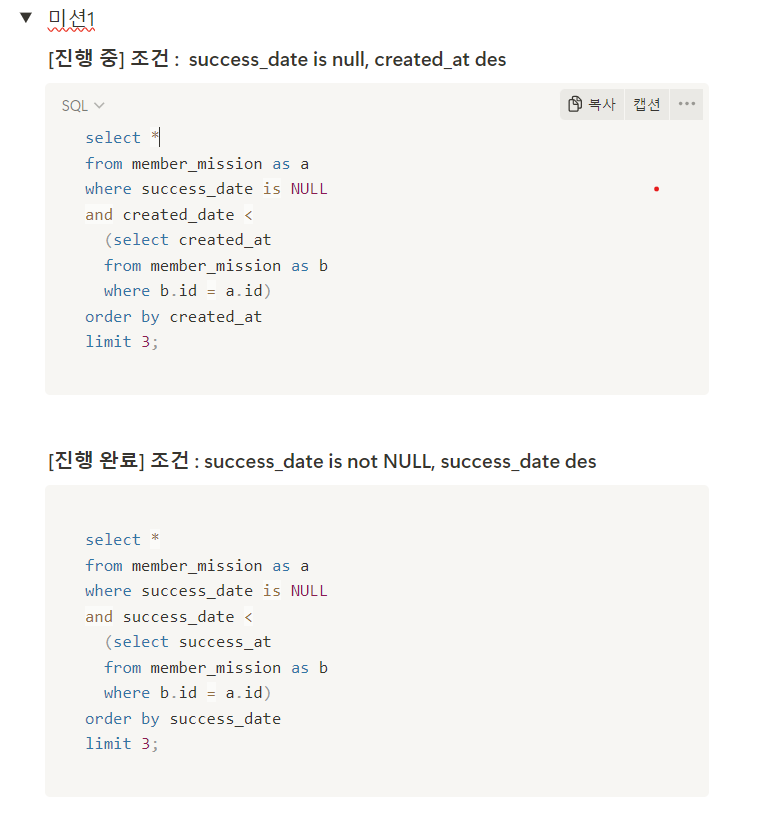 ▼ 미션1
[진행 중] 조건 : success_date is null, created_at des
SQL 복사 캡션 •••
select *
from member_mission as a
where success_date is NULL
and created_date <
(select created_at
from member_mission as b
where b.id = a.id)
order by created_at
limit 3;
[진행 완료] 조건 : success_date is not NULL, success_date des
select *
from member_mission as a
where success_date is NULL
and success_date <
(select success_at
from member_mission as b
where b.id = a.id)
order by success_date
limit 3;